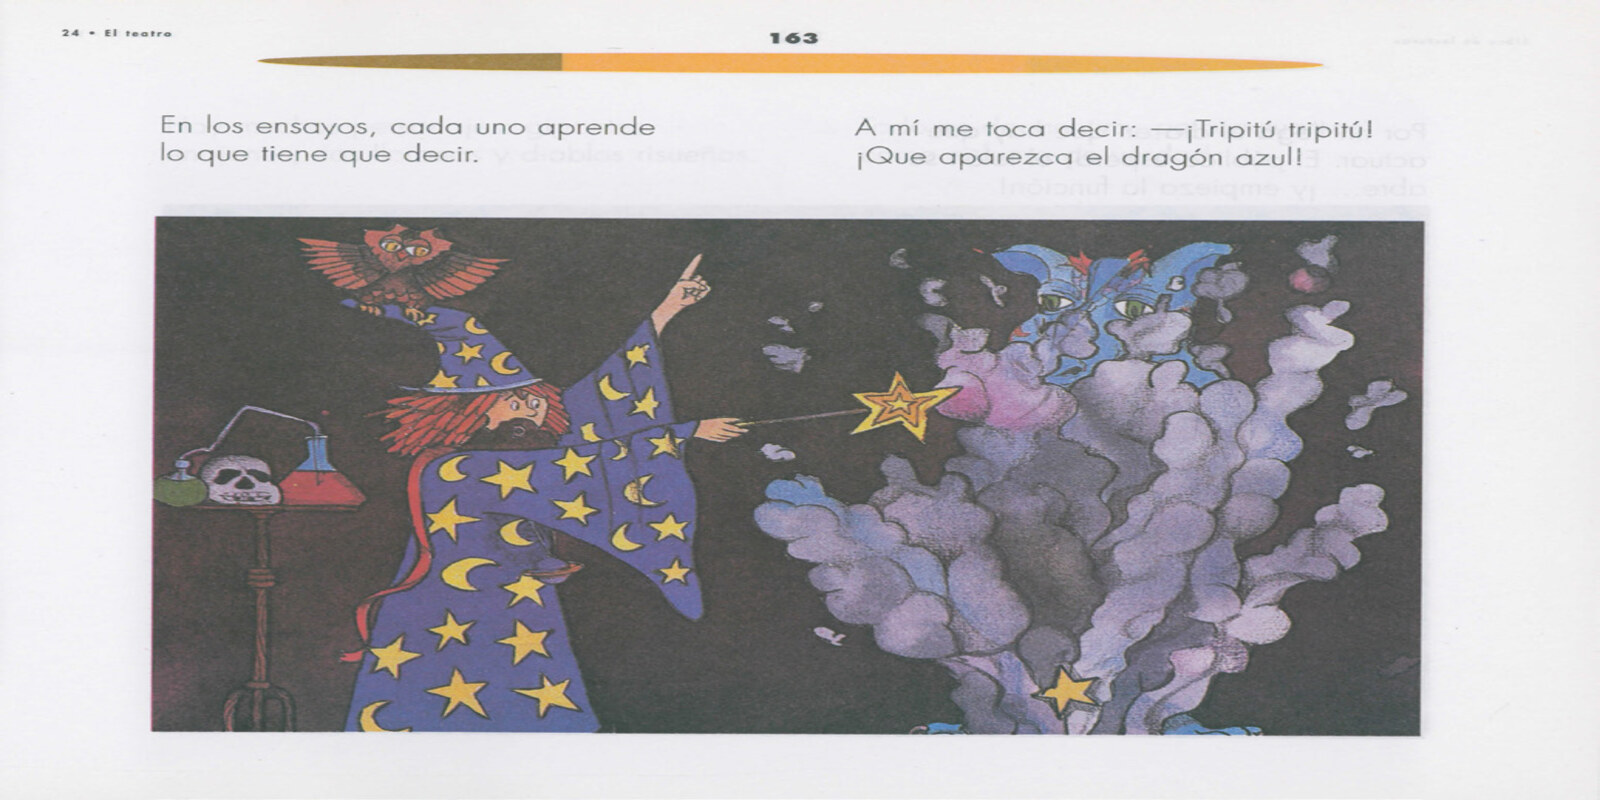 24 • El teatro
163
En los ensayos, cada uno aprende
lo que tiene que decir.
A mí me toca decir: —¡Tripitú tripitú!
¡Que aparezca el dragón azul!